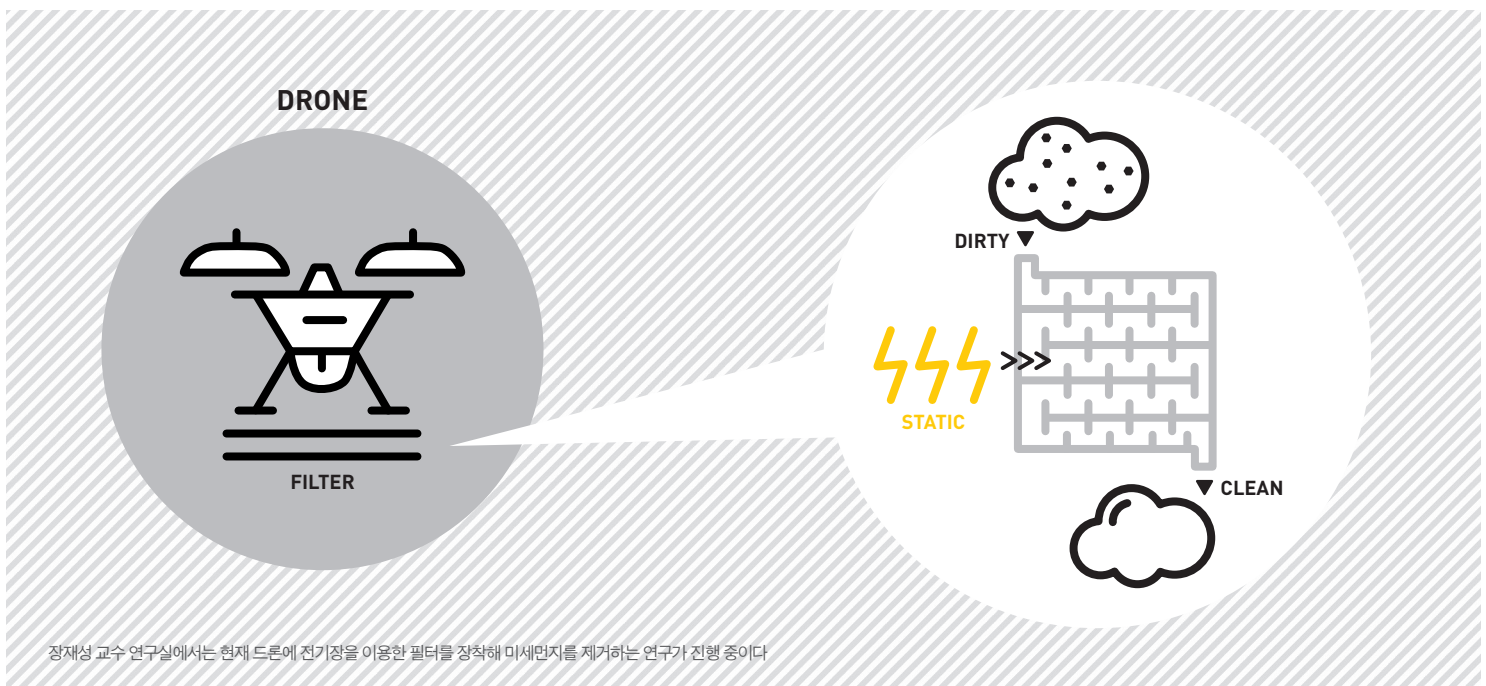 DRONE
FILTER
DIRTY
STATIC
CLEAN
장재성 교수 연구실에서는 현재 드론에 전기장을 이용한 필터를 장착해 미세먼지를 제거하는 연구가 진행 중이다